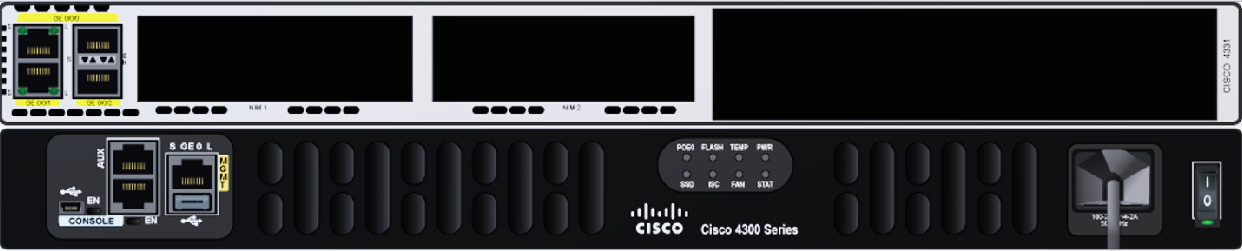 GE 0/0/0
S
L
S
S
L
GE 0/0/1
GE 0/0/2
NIM 1
NIM 2
CISCO 4331
AUX
S GE 0 L
MGMT
EN
CONSOLE
EN
POE0 FLASH TEMP PWR
SSD ISC FAN STAT
CISCO
Cisco 4300 Series
I
O